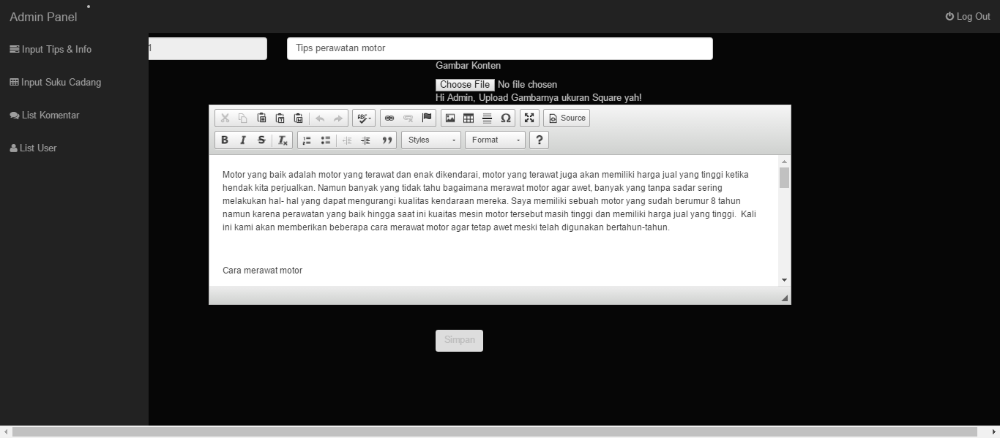 Admin Panel
Log Out
Input Tips & Info
Input Suku Cadang
List Komentar
List User
1
Tips perawatan motor
Gambar Konten
Choose File No file chosen
Hi Admin, Upload Gambarnya ukuran Square yah!
ABC
Ω
Source
B I S Tx
Styles
Format
?
Motor yang baik adalah motor yang terawat dan enak dikendarai, motor yang terawat juga akan memiliki harga jual yang tinggi ketika
hendak kita perjualkan. Namun banyak yang tidak tahu bagaimana merawat motor agar awet, banyak yang tanpa sadar sering
melakukan hal- hal yang dapat mengurangi kualitas kendaraan mereka. Saya memiliki sebuah motor yang sudah berumur 8 tahun
namun karena perawatan yang baik hingga saat ini kuaitas mesin motor tersebut masih tinggi dan memiliki harga jual yang tinggi.  Kali
ini kami akan memberikan beberapa cara merawat motor agar tetap awet meski telah digunakan bertahun-tahun.
Cara merawat motor
Simpan